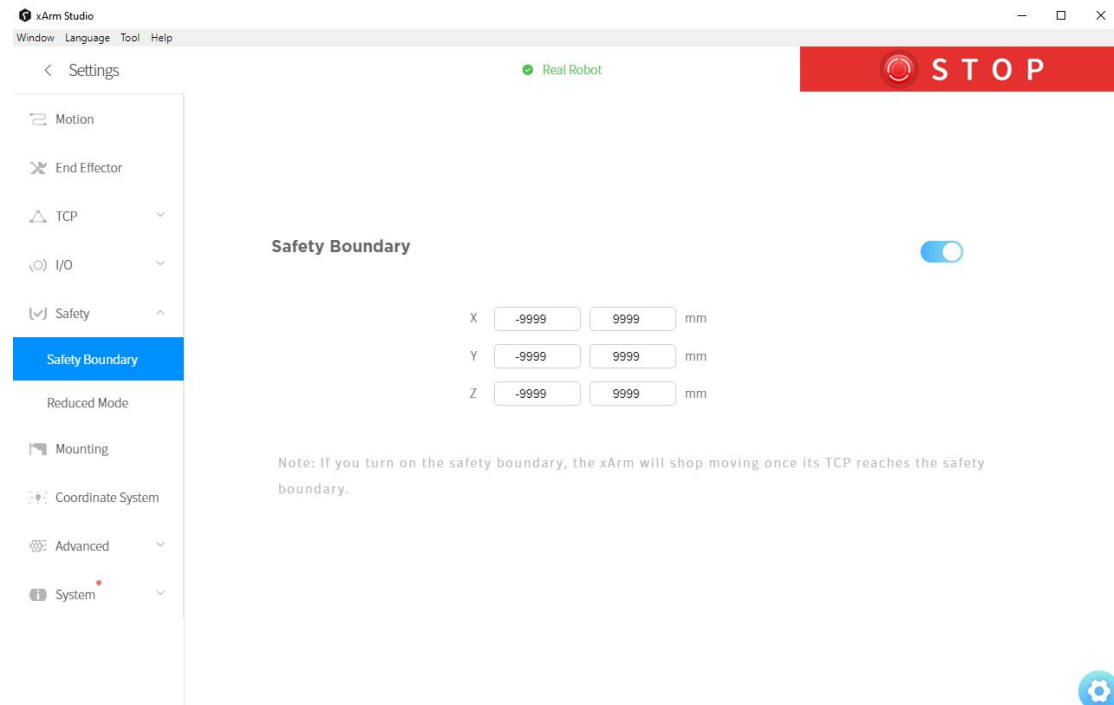 xArm Studio
Window Language Tool Help
Settings
Real Robot
STOP
Motion
End Effector
TCP
I/O
Safety
Safety Boundary
Reduced Mode
Mounting
Coordinate System
Advanced
System
Safety Boundary
X -9999 9999 mm
Y -9999 9999 mm
Z -9999 9999 mm
Note: If you turn on the safety boundary, the xArm will shop moving once its TCP reaches the safety
boundary.